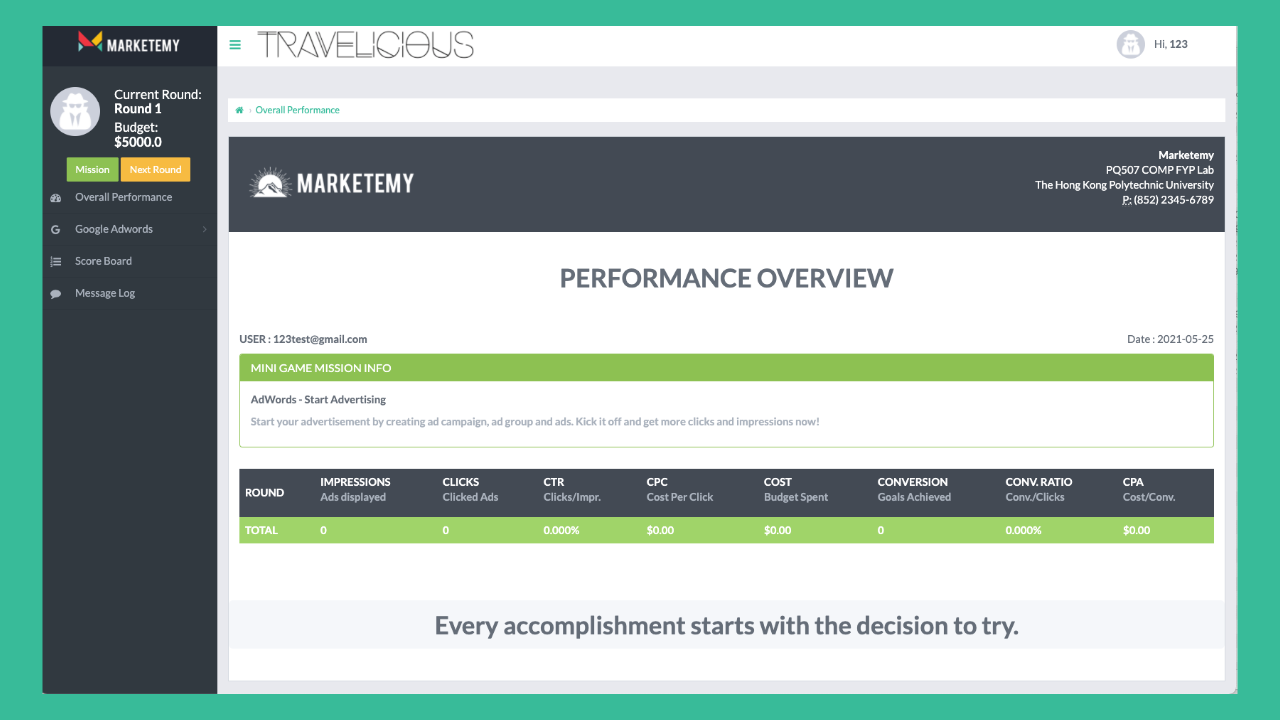 MARKETEMY
TRAVELICIOUS
Hi, 123
Current Round:
Round 1
Budget:
$5000.0
Mission
Next Round
Overall Performance
Google Adwords
Score Board
Message Log
Overall Performance
MARKETEMY
Marketemy
PQ507 COMP FYP Lab
The Hong Kong Polytechnic University
P: (852) 2345-6789
PERFORMANCE OVERVIEW
USER : 123test@gmail.com
Date : 2021-05-25
MINI GAME MISSION INFO
AdWords - Start Advertising
Start your advertisement by creating ad campaign, ad group and ads. Kick it off and get more clicks and impressions now!
ROUND IMPRESSIONS CLICKS CTR CPC COST CONVERSION CONV. RATIO CPA
Ads displayed Clicked Ads Clicks/Impr. Cost Per Click Budget Spent Goals Achieved Conv./Clicks Cost/Conv.
TOTAL 0 0 0.000% $0.00 $0.00 0 0.000% $0.00
Every accomplishment starts with the decision to try.